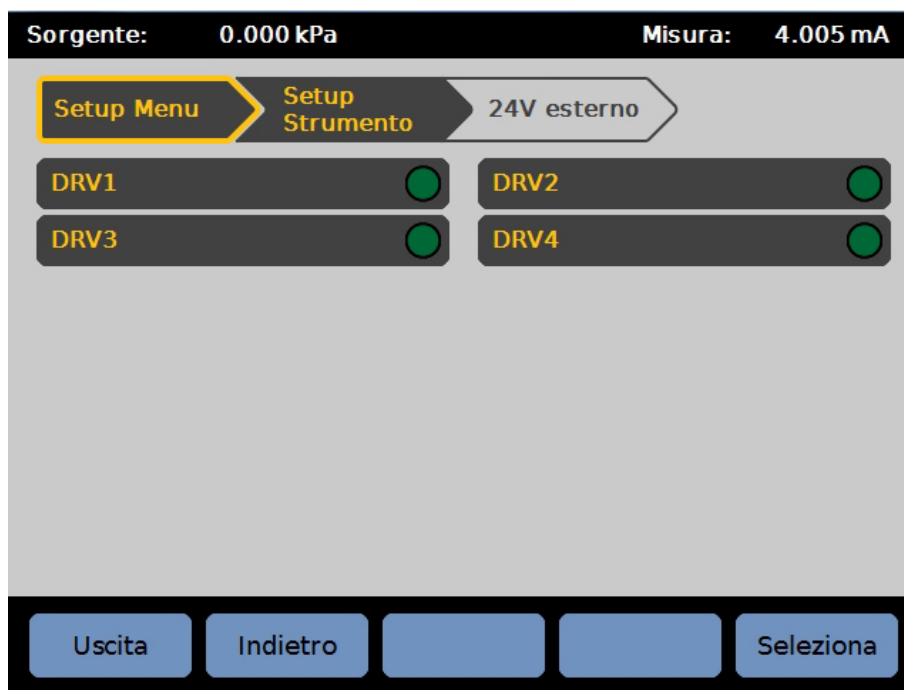 Sorgente: 0.000 kPa Misura: 4.005 mA
Setup Menu
Setup
Strumento
24V esterno
DRV1
DRV2
DRV3
DRV4
Uscita
Indietro
Seleziona